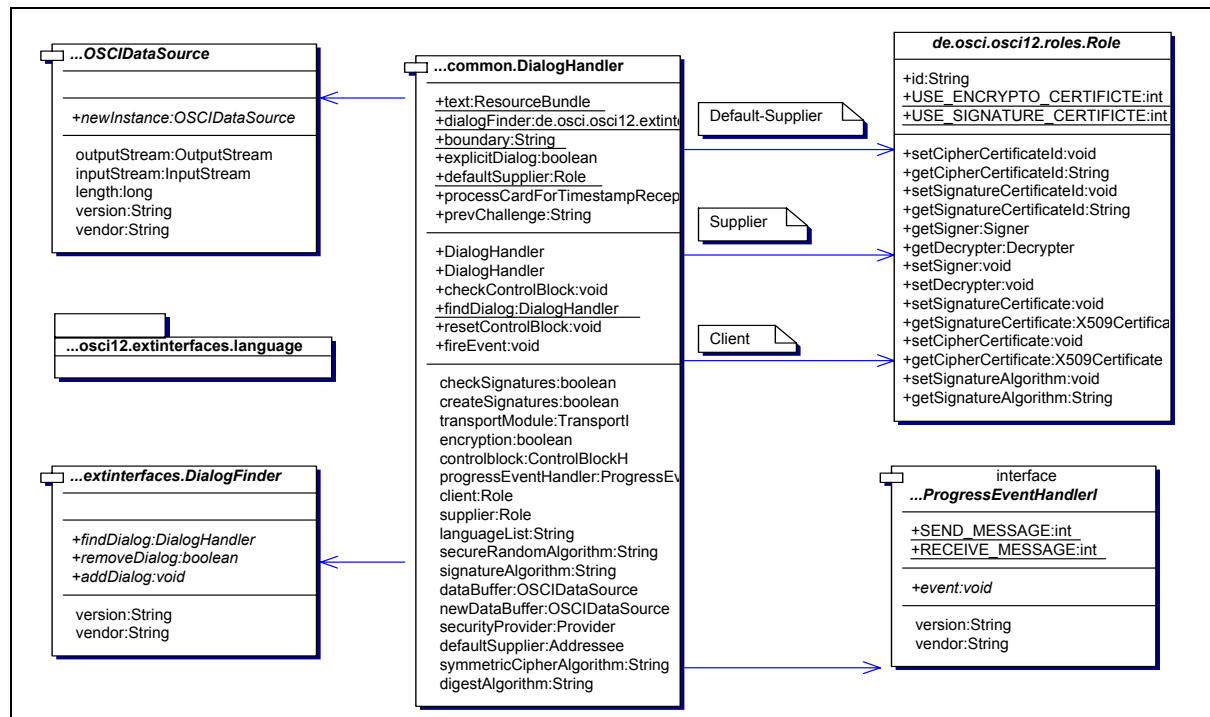 ...OSCIDataSource
+newInstance:OSCIDataSource
outputStream:OutputStream
inputStream:InputStream
length:long
version:String
vendor:String
...osci12.extinterfaces.language
...extinterfaces.DialogFinder
+findDialog:DialogHandler
+removeDialog:boolean
+addDialog:void
version:String
vendor:String
...common.DialogHandler
+text:ResourceBundle
+dialogFinder:de.osci.osci12.extinte
+boundary:String
+explicitDialog:boolean
+defaultSupplier:Role
+processCardForTimestampRecep
+prevChallenge:String
+DialogHandler
+DialogHandler
+checkControlBlock:void
+findDialog:DialogHandler
+resetControlBlock:void
+fireEvent:void
checkSignatures:boolean
createSignatures:boolean
transportModule:TransportI
encryption:boolean
controlblock:ControlBlockH
progressEventHandler:ProgressEv
client:Role
supplier:Role
languageList:String
secureRandomAlgorithm:String
signatureAlgorithm:String
dataBuffer:OSCIDataSource
newDataBuffer:OSCIDataSource
securityProvider:Provider
defaultSupplier:Addressee
symmetricCipherAlgorithm:String
digestAlgorithm:String
Default-Supplier
Supplier
Client
de.osci.osci12.roles.Role
+id:String
+USE_ENCRYPTO_CERTIFICTE:int
+USE_SIGNATURE_CERTIFICTE:int
+setCipherCertificateId:void
+getCipherCertificateId:String
+setSignatureCertificateId:void
+getSignatureCertificateId:String
+getSigner:Signer
+getDecrypter:Decrypter
+setSigner:void
+setDecrypter:void
+setSignatureCertificate:void
+getSignatureCertificate:X509Certifica
+setCipherCertificate:void
+getCipherCertificate:X509Certificate
+setSignatureAlgorithm:void
+getSignatureAlgorithm:String
interface
...ProgressEventHandlerI
+SEND_MESSAGE:int
+RECEIVE_MESSAGE:int
+event:void
version:String
vendor:String